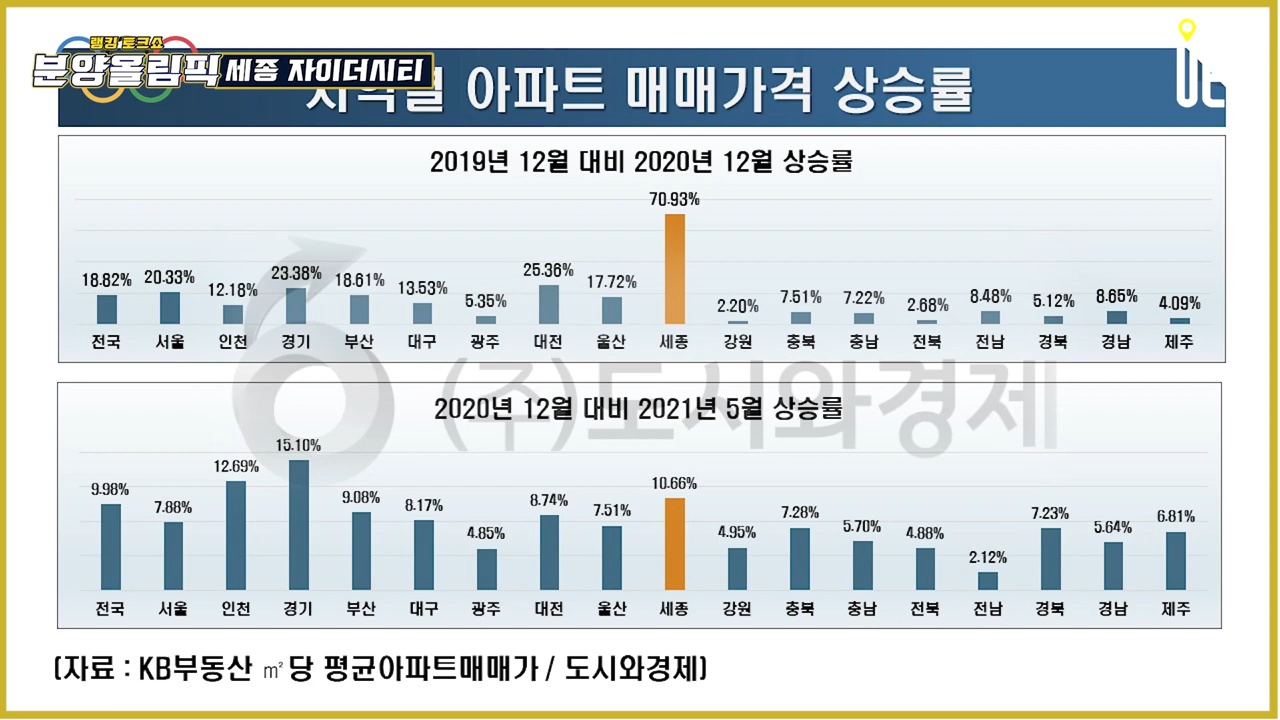 랭킹 토크쇼
분양올림픽 세종 자이더시티
아파트 매매가격 상승률
2019년 12월 대비 2020년 12월 상승률
70.93%
18.82% 20.33% 12.18% 23.38% 18.61% 13.53% 5.35% 25.36% 17.72% 2.20% 7.51% 7.22% 2.68% 8.48% 5.12% 8.65% 4.09%
전국 서울 인천 경기 부산 대구 광주 대전 울산 세종 강원 충북 충남 전북 전남 경북 경남 제주
(주)도시와경제
2020년 12월 대비 2021년 5월 상승률
9.98% 7.88% 12.69% 15.10% 9.08% 8.17% 4.85% 8.74% 7.51% 10.66% 4.95% 7.28% 5.70% 4.88% 2.12% 7.23% 5.64% 6.81%
전국 서울 인천 경기 부산 대구 광주 대전 울산 세종 강원 충북 충남 전북 전남 경북 경남 제주
(자료 : KB부동산 ㎡당 평균아파트매매가 / 도시와경제)